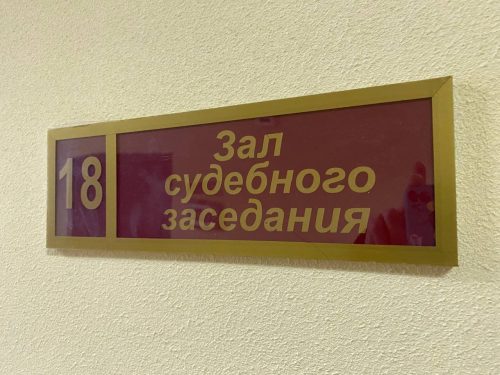 18
Зал
судебного
заседания